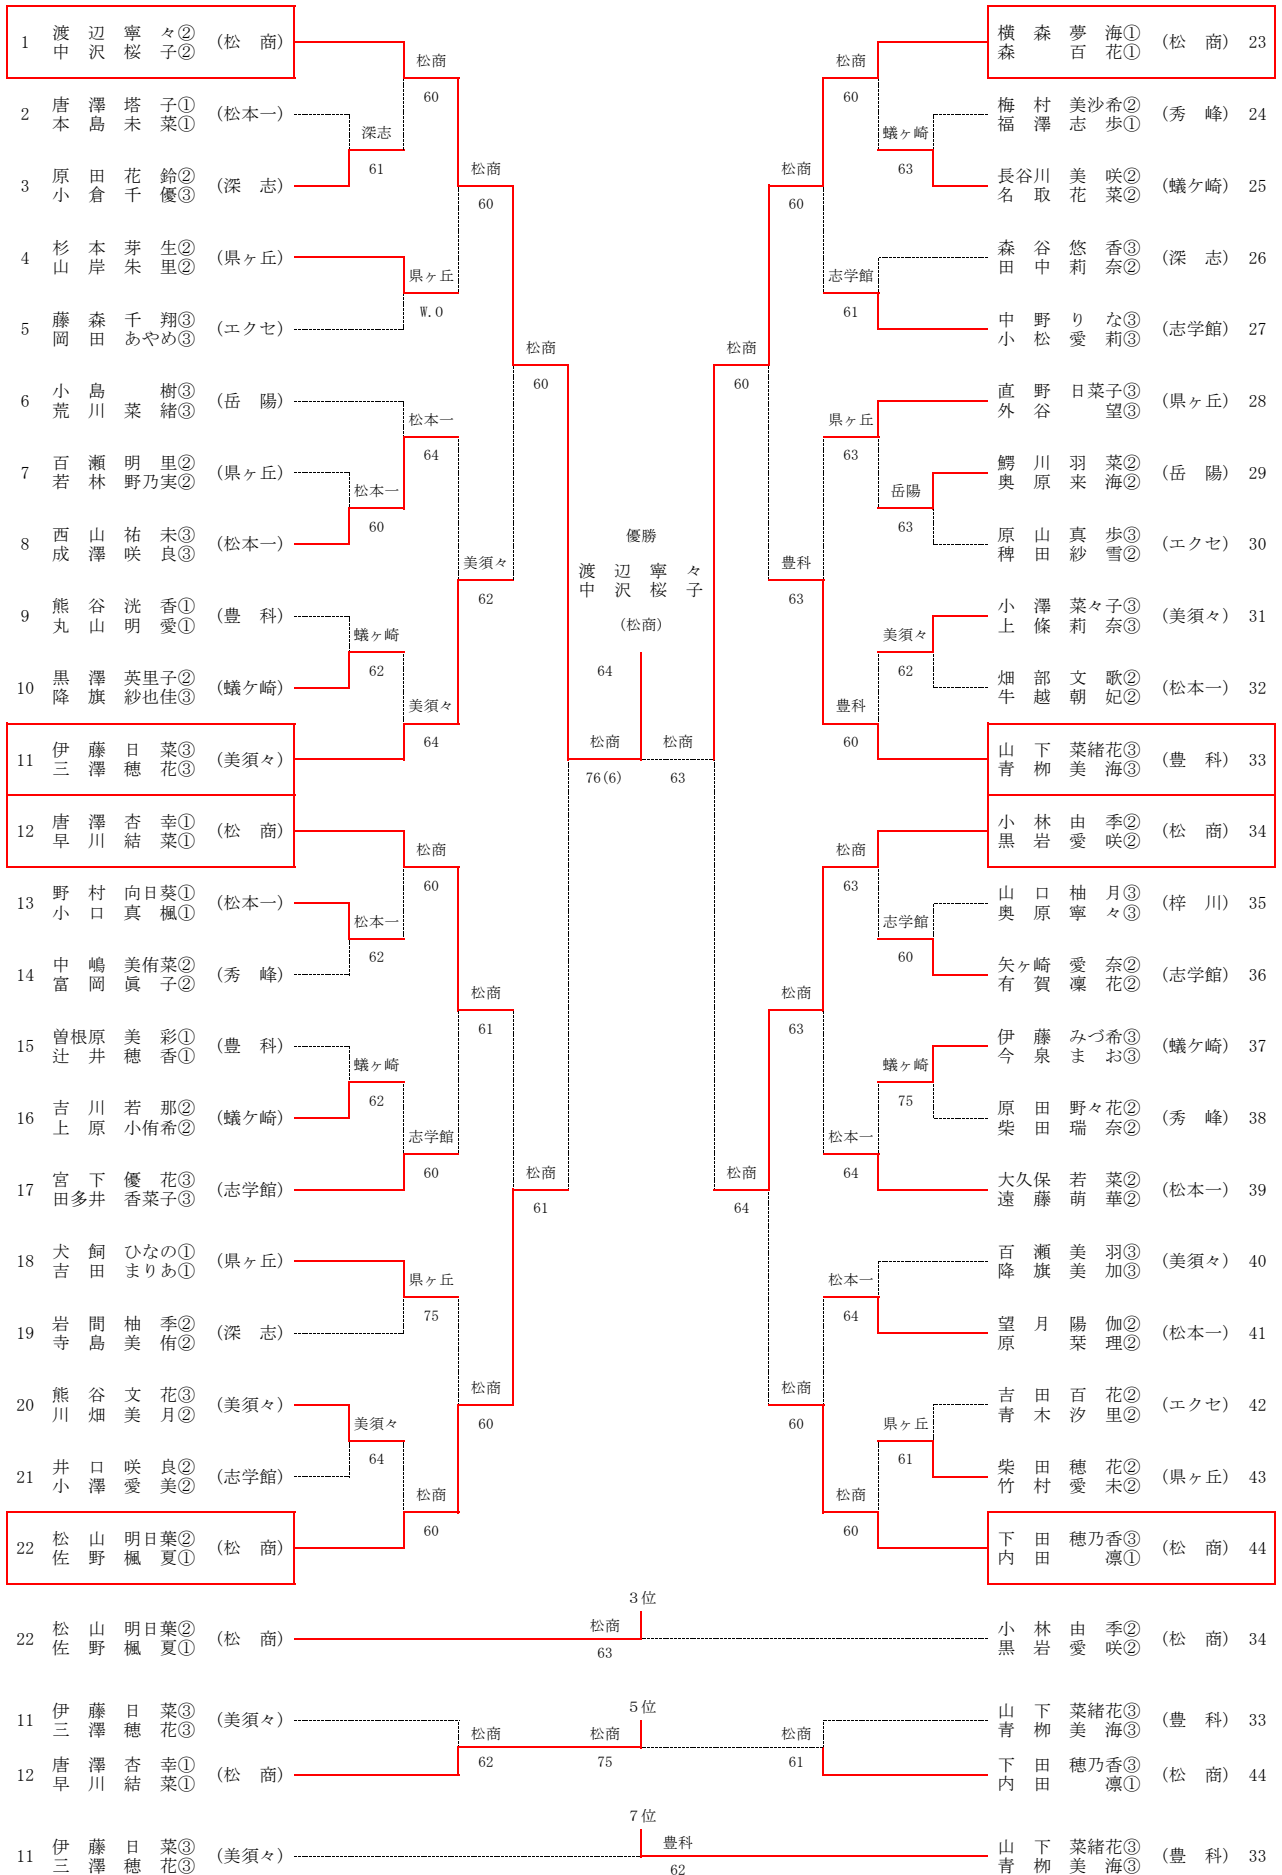 1 渡辺寧々② (松商)
中沢桜子②
2 唐澤塔子① (松本一)
本島未菜①
3 原田花鈴② (深志)
小倉千優③
4 杉本芽生② (県ヶ丘)
山岸朱里②
5 藤森千翔③ (エクセ)
岡田あやめ③
6 小島樹③ (岳陽)
荒川菜緒③
7 百瀬明里② (県ヶ丘)
若林野乃実②
8 西山祐未③ (松本一)
成澤咲良③
9 熊谷洸香① (豊科)
丸山明愛①
10 黒澤英里子② (蟻ケ崎)
降旗紗也佳③
11 伊藤日菜③ (美須々)
三澤穂花③
12 唐澤杏幸① (松商)
早川結菜①
13 野村向日葵① (松本一)
小口真楓①
14 中嶋美侑菜② (秀峰)
富岡眞子②
15 曽根原美彩① (豊科)
辻井穂香①
16 吉川若那② (蟻ケ崎)
上原小侑希②
17 宮下優花③ (志学館)
田多井香菜子③
18 犬飼ひなの① (県ヶ丘)
吉田まりあ①
19 岩間柚季② (深志)
寺島美侑②
20 熊谷文花③ (美須々)
川畑美月②
21 井口咲良② (志学館)
小澤愛美②
22 松山明日葉② (松商)
佐野楓夏①
深志
61
松本一
60
蟻ヶ崎
62
松本一
62
蟻ヶ崎
62
美須々
64
松商
60
県ヶ丘
W.O
松本一
64
美須々
64
松商
60
志学館
60
県ヶ丘
75
松商
60
松商
60
美須々
62
松商
61
松商
60
松商
60
松商
61
松商
76(6)
優勝
渡辺寧々
中沢桜子
(松商)
64
松商
63
松商
60
松商
64
松商
60
豊科
63
松商
63
松商
60
松商
60
志学館
61
県ヶ丘
63
豊科
60
松商
63
松本一
64
松本一
64
松商
60
蟻ヶ崎
63
岳陽
63
美須々
62
志学館
60
蟻ヶ崎
75
県ヶ丘
61
横森夢海① (松商) 23
森百花①
梅村美沙希② (秀峰) 24
福澤志歩①
長谷川美咲② (蟻ケ崎) 25
名取花菜②
森谷悠香③ (深志) 26
田中莉奈②
中野りな③ (志学館) 27
小松愛莉③
直野日菜子③ (県ヶ丘) 28
外谷望③
鰐川羽菜② (岳陽) 29
奥原来海②
原山真歩③ (エクセ) 30
稗田紗雪②
小澤菜々子③ (美須々) 31
上條莉奈③
畑部文歌② (松本一) 32
牛越朝妃②
山下菜緒花③ (豊科) 33
青栁美海③
小林由季② (松商) 34
黒岩愛咲②
山口柚月③ (梓川) 35
奥原寧々③
矢ヶ崎愛奈② (志学館) 36
有賀凜花②
伊藤みづ希③ (蟻ケ崎) 37
今泉まお③
原田野々花② (秀峰) 38
柴田瑞奈②
大久保若菜② (松本一) 39
遠藤萌華②
百瀬美羽③ (美須々) 40
降旗美加③
望月陽伽② (松本一) 41
原栞理②
吉田百花② (エクセ) 42
青木汐里②
柴田穂花② (県ヶ丘) 43
竹村愛未②
下田穂乃香③ (松商) 44
内田凛①
3位
22 松山明日葉② (松商) 松商 小林由季② (松商) 34
佐野楓夏① 63 黒岩愛咲②
5位
11 伊藤日菜③ (美須々) 山下菜緒花③ (豊科) 33
三澤穂花③ 松商 松商 松商 青栁美海③
12 唐澤杏幸① (松商) 62 75 61 下田穂乃香③ (松商) 44
早川結菜① 内田凛①
7位
11 伊藤日菜③ (美須々) 豊科 山下菜緒花③ (豊科) 33
三澤穂花③ 62 青栁美海③